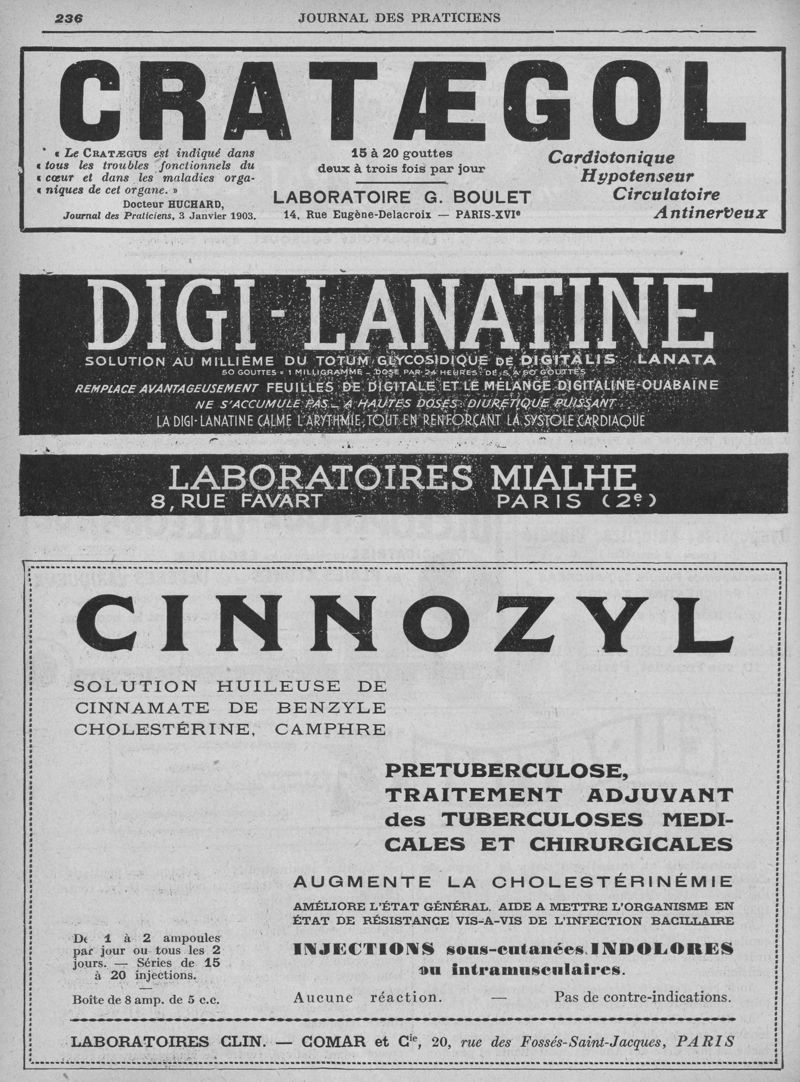 236
JOURNAL DES PRATICIENS
CRATÆGOL
« Le CRATÆGUS est indiqué dans
« tous les troubles fonctionnels du
« cœur et dans les maladies orga-
« niques de cet organe. »
Docteur HUCHARD,
Journal des Praticiens, 3 Janvier 1903.
15 à 20 gouttes
deux à trois fois par jour
LABORATOIRE G. BOULET
14, Rue Eugène-Delacroix — PARIS-XVIe
Cardiotonique
Hypotenseur
Circulatoire
Antinerveux
DIGI-LANATINE
SOLUTION AU MILLIÈME DU TOTUM GLYCOSIDIQUE DE DIGITALIS LANATA
50 GOUTTES = 1 MILLIGRAMME - DOSE PAR 24 HEURES: DE 5 A 50 GOUTTES
REMPLACE AVANTAGEUSEMENT FEUILLES DE DIGITALE ET LE MÉLANGE DIGITALINE-OUABAÏNE
NE S'ACCUMULE PAS - A HAUTES DOSES: DIURÉTIQUE PUISSANT
LA DIGI-LANATINE CALME L'ARYTHMIE, TOUT EN RENFORÇANT LA SYSTOLE CARDIAQUE
LABORATOIRES MIALHE
8, RUE FAVART PARIS (2e)
CINNOZYL
SOLUTION HUILEUSE DE
CINNAMATE DE BENZYLE
CHOLESTÉRINE, CAMPHRE
PRETUBERCULOSE,
TRAITEMENT ADJUVANT
des TUBERCULOSES MEDI-
CALES ET CHIRURGICALES
AUGMENTE LA CHOLESTÉRINÉMIE
AMÉLIORE L'ÉTAT GÉNÉRAL, AIDE A METTRE L'ORGANISME EN
ÉTAT DE RÉSISTANCE VIS-A-VIS DE L'INFECTION BACILLAIRE
De 1 à 2 ampoules
par jour ou tous les 2
jours. — Séries de 15
à 20 injections.
—
Boîte de 8 amp. de 5 c.c.
INJECTIONS sous-cutanées, INDOLORES
ou intramusculaires.
Aucune réaction. — Pas de contre-indications.
LABORATOIRES CLIN. — COMAR et Cie, 20, rue des Fossés-Saint-Jacques, PARIS